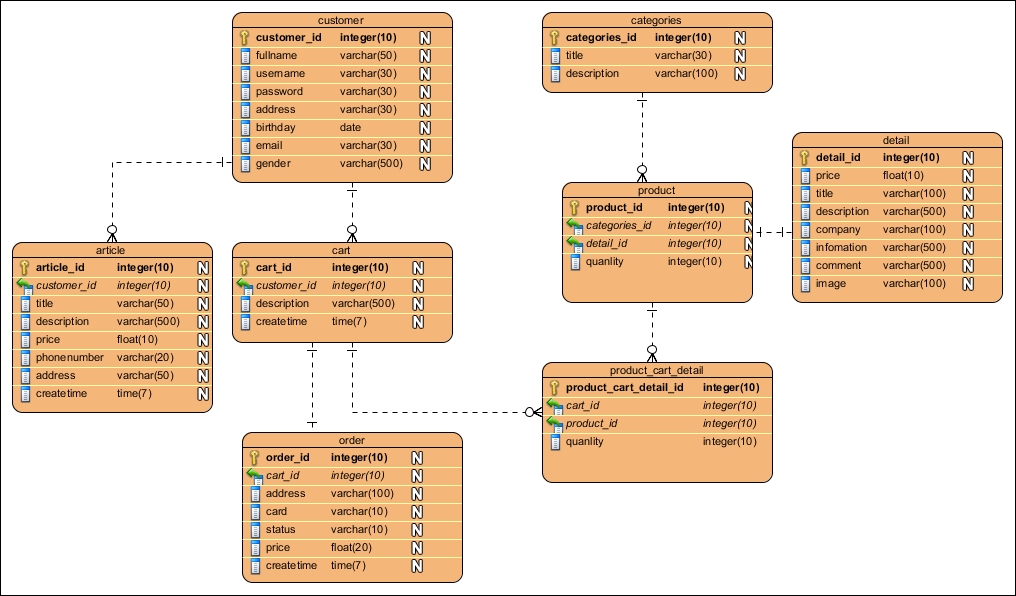 customer
customer_id integer(10) N
fullname varchar(50) N
username varchar(30) N
password varchar(30) N
address varchar(30) N
birthday date N
email varchar(30) N
gender varchar(500) N
categories
categories_id integer(10) N
title varchar(30) N
description varchar(100) N
detail
detail_id integer(10) N
price float(10) N
title varchar(100) N
description varchar(500) N
company varchar(100) N
infomation varchar(500) N
comment varchar(500) N
image varchar(100) N
product
product_id integer(10) N
categories_id integer(10) N
detail_id integer(10) N
quanlity integer(10) N
article
article_id integer(10) N
customer_id integer(10) N
title varchar(50) N
description varchar(500) N
price float(10) N
phonenumber varchar(20) N
address varchar(50) N
createtime time(7) N
cart
cart_id integer(10) N
customer_id integer(10) N
description varchar(500) N
createtime time(7) N
product_cart_detail
product_cart_detail_id integer(10)
cart_id integer(10)
product_id integer(10)
quanlity integer(10)
order
order_id integer(10) N
cart_id integer(10) N
address varchar(100) N
card varchar(10) N
status varchar(10) N
price float(20) N
createtime time(7) N